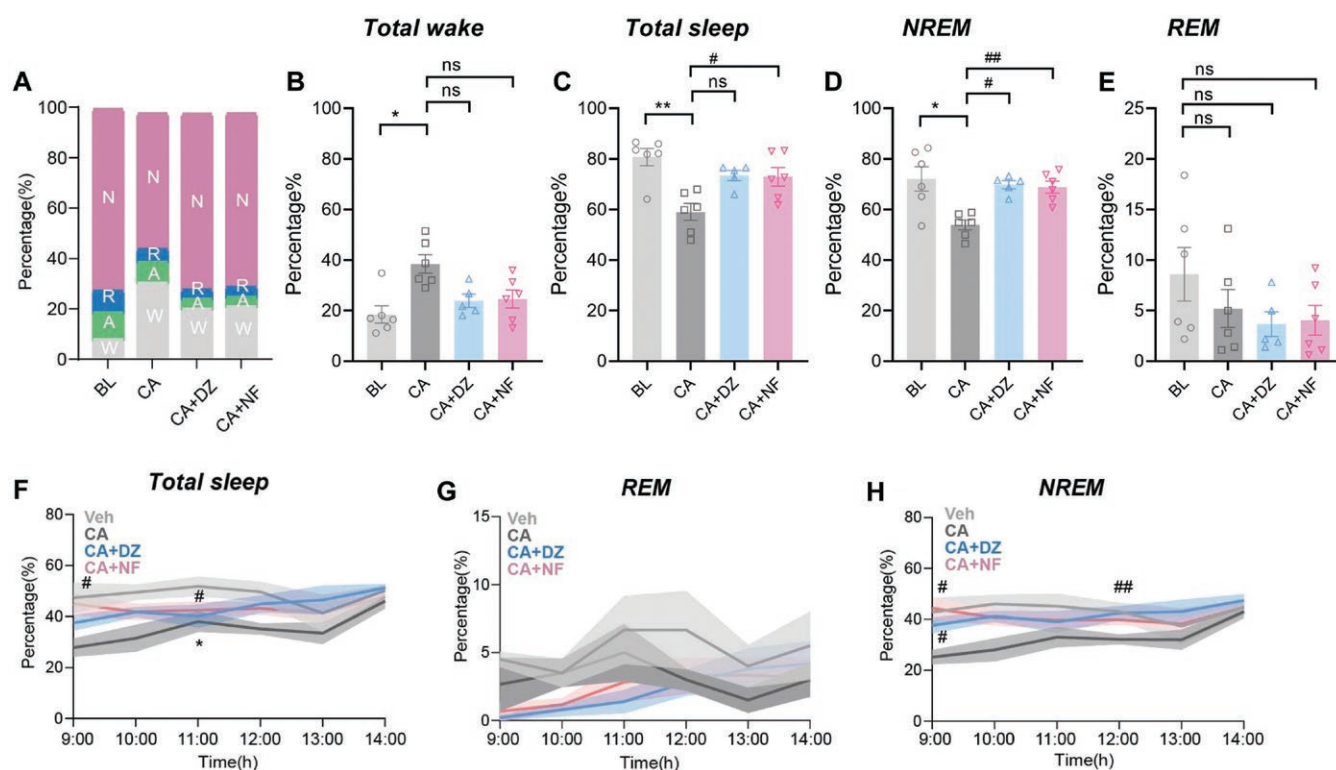 Total wake
Total sleep
NREM
REM
A
B
C
D
E
Percentage(%)
100
80
60
40
20
0
N
R
A
W
N
R
A
W
N
R
A
W
N
R
A
W
BL
CA
CA+DZ
CA+NF
Percentage%
100
80
60
40
20
0
ns
ns
*
BL
CA
CA+DZ
CA+NF
Percentage%
100
80
60
40
20
0
#
ns
**
BL
CA
CA+DZ
CA+NF
Percentage%
100
80
60
40
20
0
##
#
*
BL
CA
CA+DZ
CA+NF
Percentage%
25
20
15
10
5
0
ns
ns
ns
BL
CA
CA+DZ
CA+NF
F
Total sleep
Percentage(%)
80
60
40
20
0
Veh
CA
CA+DZ
CA+NF
#
#
*
9:00 10:00 11:00 12:00 13:00 14:00
Time(h)
G
REM
Percentage(%)
15
10
5
0
Veh
CA
CA+DZ
CA+NF
9:00 10:00 11:00 12:00 13:00 14:00
Time(h)
H
NREM
Percentage(%)
80
60
40
20
0
Veh
CA
CA+DZ
CA+NF
#
##
#
9:00 10:00 11:00 12:00 13:00 14:00
Time(h)